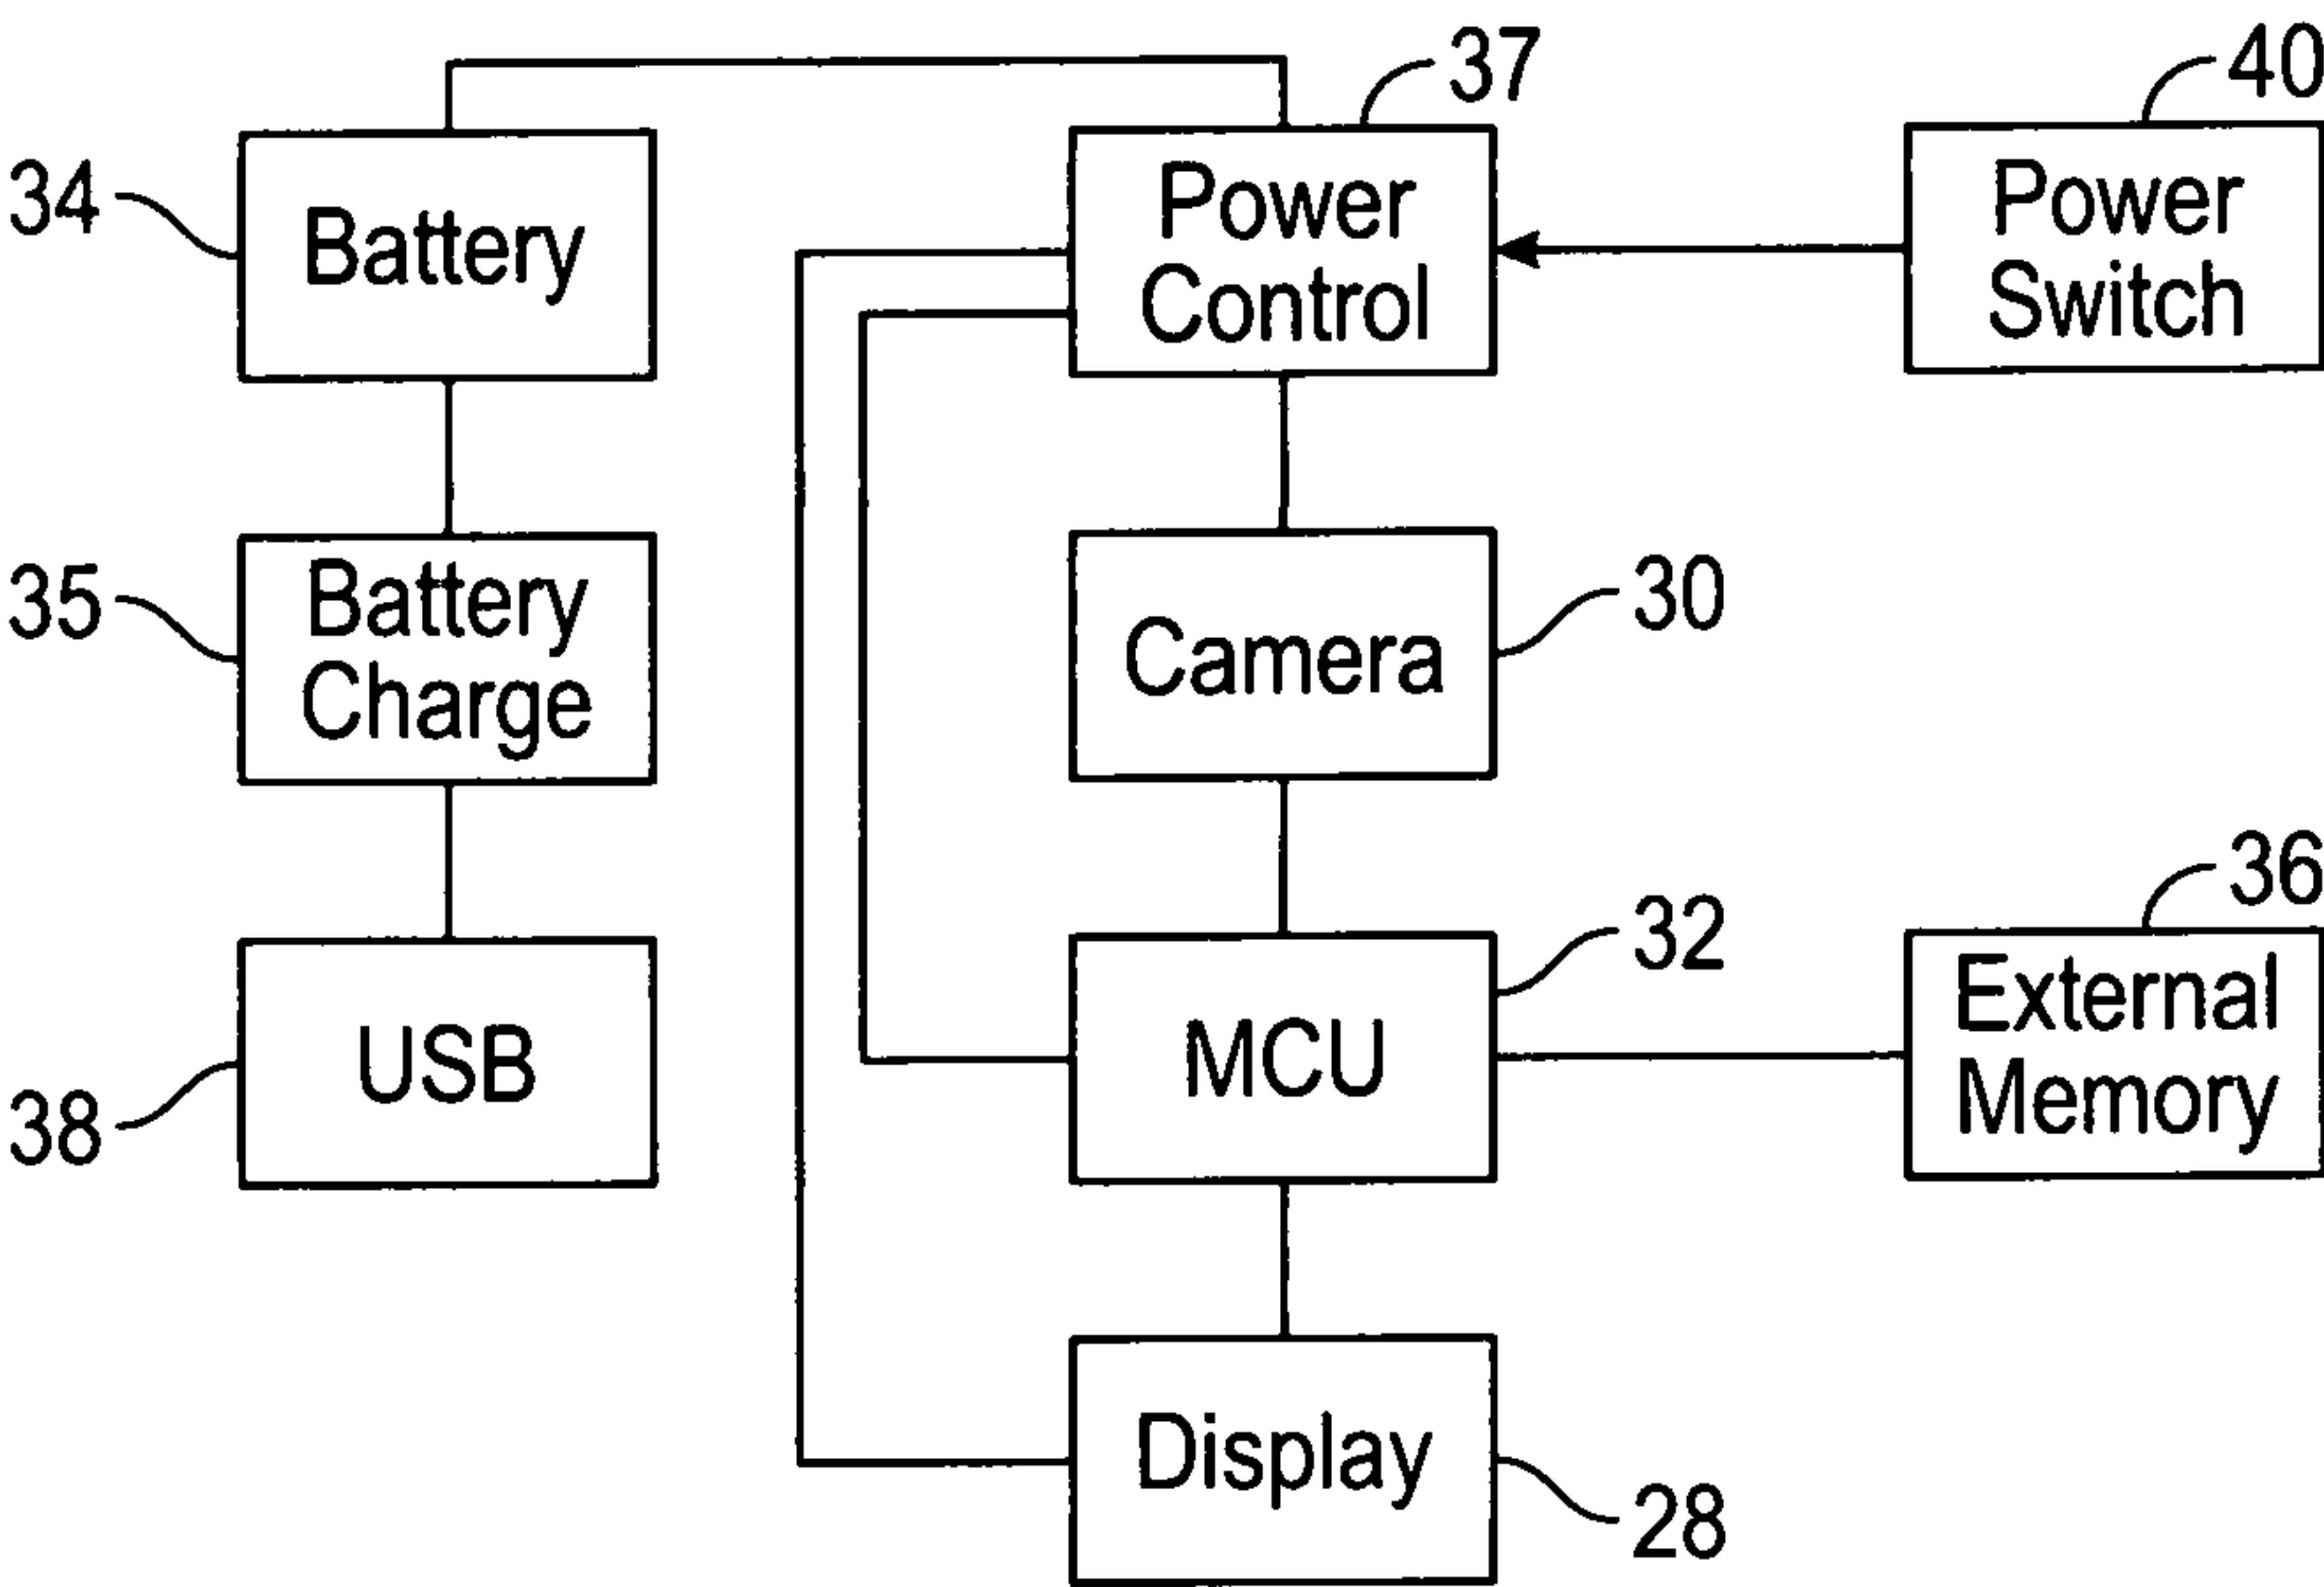 37
40
34
Battery
Power
Control
Power
Switch
35
Battery
Charge
Camera
30
36
32
External
Memory
USB
MCU
38
Display
28